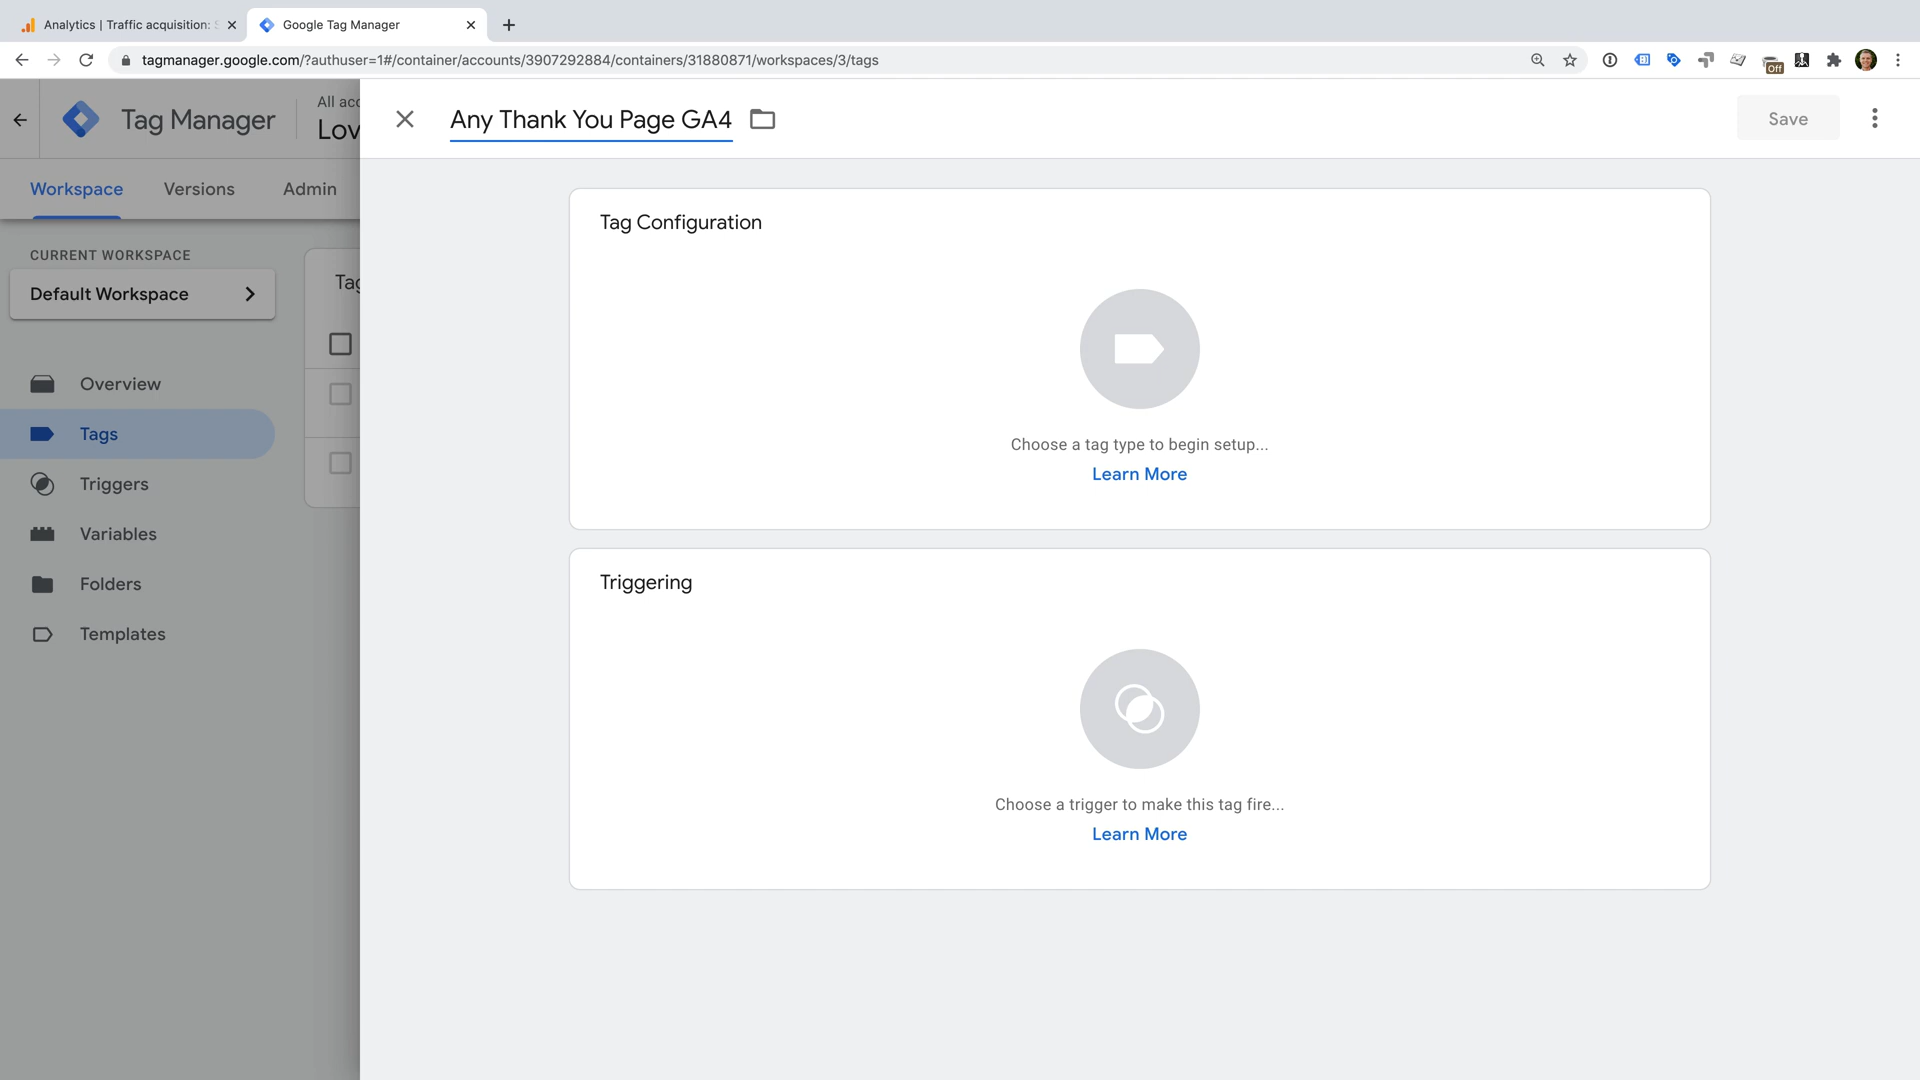 Analytics | Traffic acquisition: S
Google Tag Manager
tagmanager.google.com/?authuser=1#/container/accounts/3907292884/containers/31880871/workspaces/3/tags
Off
Tag Manager
All acc
Lov
Any Thank You Page GA4
Save
Workspace
Versions
Admin
CURRENT WORKSPACE
Default Workspace
Tag
Overview
Tags
Triggers
Variables
Folders
Templates
Tag Configuration
Choose a tag type to begin setup...
Learn More
Triggering
Choose a trigger to make this tag fire...
Learn More